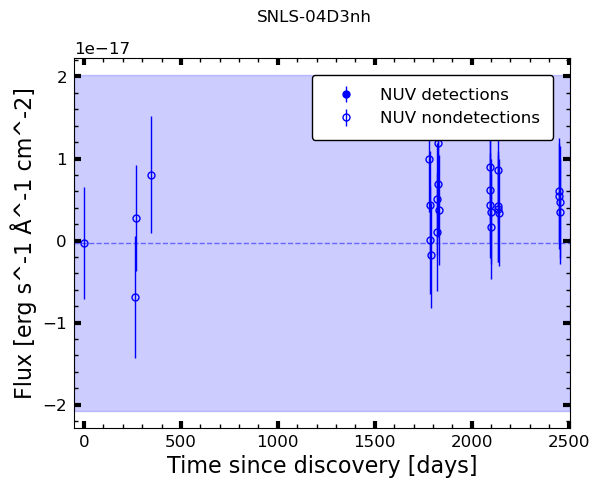 SNLS-04D3nh
1e−17
NUV detections
NUV nondetections
2
1
0
−1
−2
Flux [erg s^-1 Å^-1 cm^-2]
0 500 1000 1500 2000 2500
Time since discovery [days]